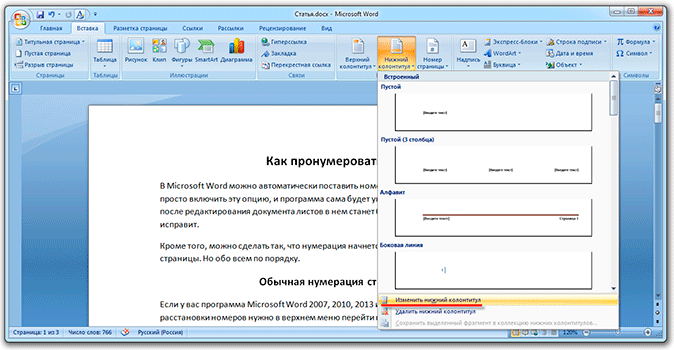 Статья.docx - Microsoft Word
Главная Вставка Разметка страницы Ссылки Рассылки Рецензирование Вид
Титульная страница
Пустая страница
Разрыв страницы
Страницы
Таблица
Таблицы
Рисунок Клип Фигуры SmartArt Диаграмма
Иллюстрации
Гиперссылка
Закладка
Перекрестная ссылка
Связи
Верхний колонтитул
Нижний колонтитул
Номер страницы
Надпись
Экспресс-блоки
WordArt
Буквица
Строка подписи
Дата и время
Объект
Формула
Символ
Символы
Встроенный
Пустой
[Введите текст]
Пустой (3 столбца)
[Введите текст] [Введите текст] [Введите текст]
Алфавит
[Введите текст] Страница 1
Боковая линия
Изменить нижний колонтитул
Удалить нижний колонтитул
Сохранить выделенный фрагмент в коллекцию нижних колонтитулов...
Как пронумероват
В Microsoft Word можно автоматически поставить номе
просто включить эту опцию, и программа сама будет ум
после редактирования документа листов в нем станет
исправит.
Кроме того, можно сделать так, что нумерация начнетс
страницы. Но обо всем по порядку.
Обычная нумерация ст
Если у вас программа Microsoft Word 2007, 2010, 2013 и
расстановки номеров нужно в верхнем меню перейти
Страница: 1 из 3 Число слов: 766 Русский (Россия) 120%